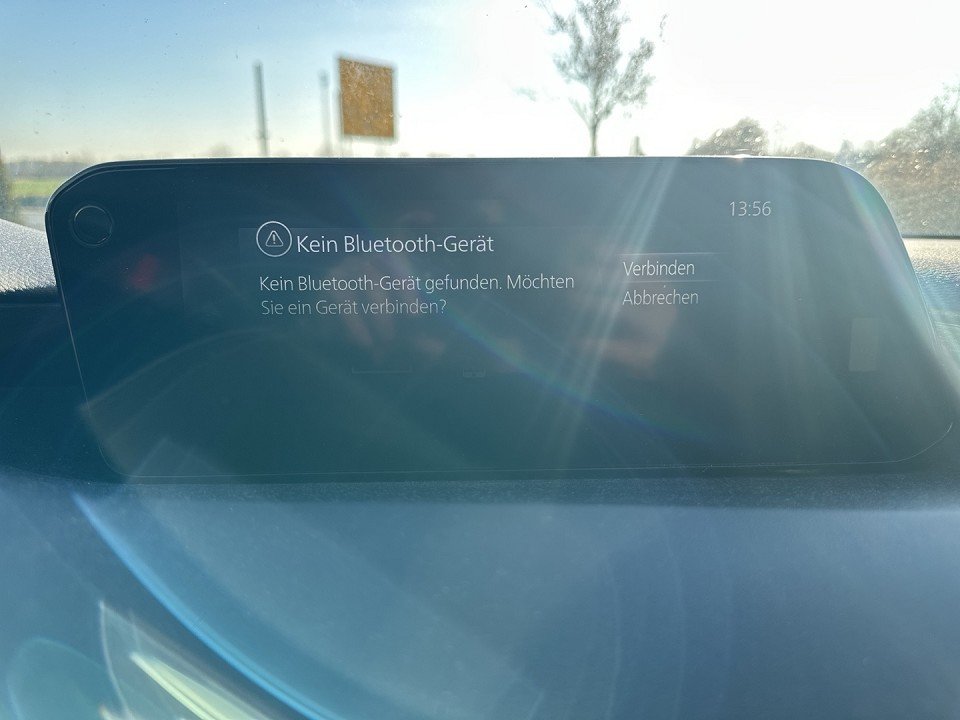 13:56
Kein Bluetooth-Gerät
Kein Bluetooth-Gerät gefunden. Möchten
Sie ein Gerät verbinden?
Verbinden
Abbrechen